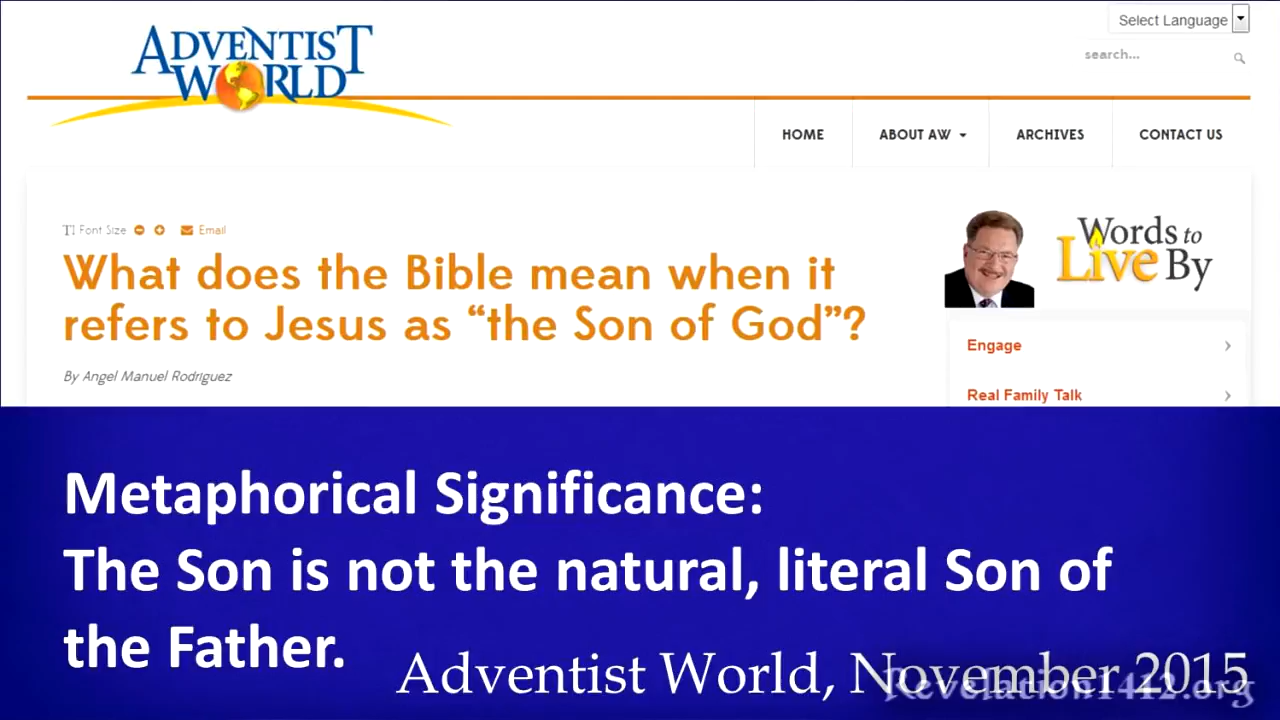 Select Language
ADVENTIST
WORLD
search...
HOME
ABOUT AW
ARCHIVES
CONTACT US
TI Font Size
Email
What does the Bible mean when it
refers to Jesus as “the Son of God”?
By Angel Manuel Rodriguez
Words to
Live By
Engage
Real Family Talk
Metaphorical Significance:
The Son is not the natural, literal Son of
the Father.
Adventist World, November 2015
Revelation1412.org